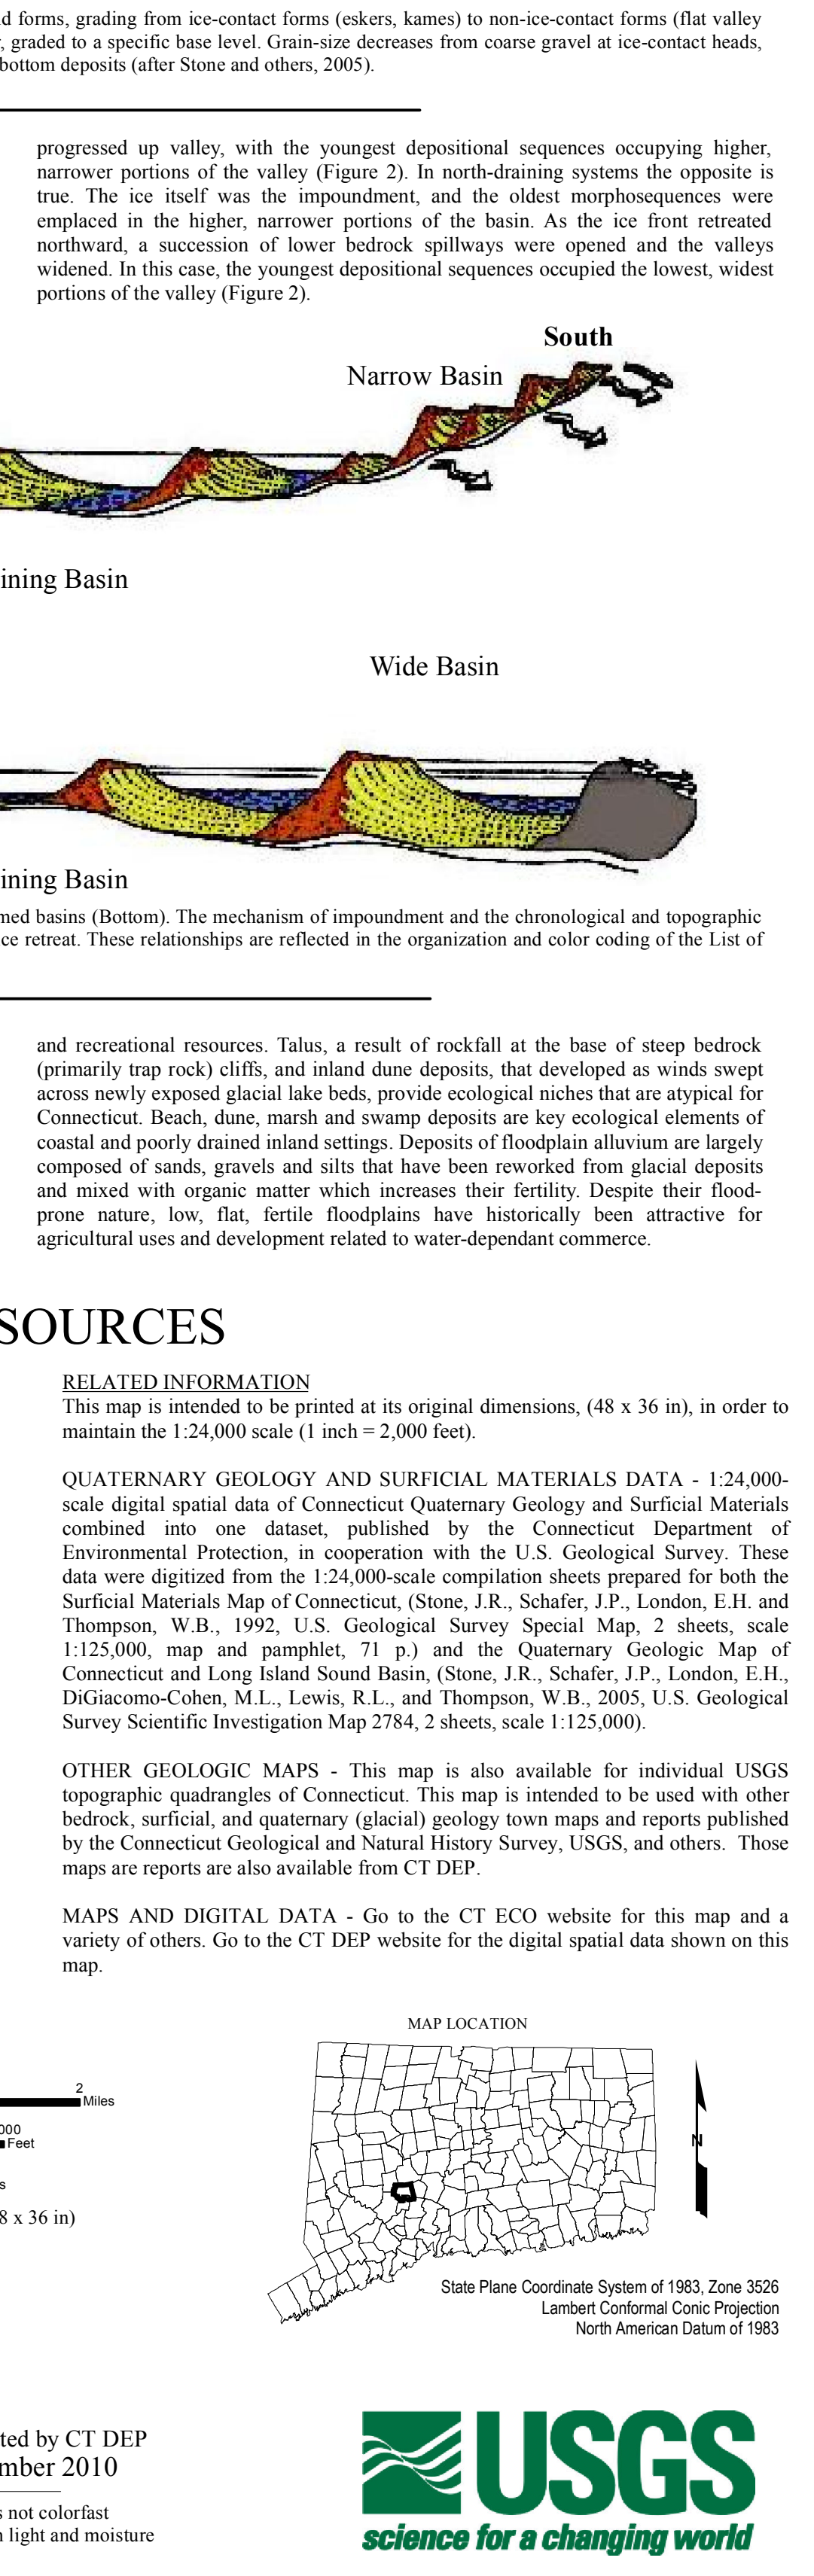 d forms, grading from ice-contact forms (eskers, kames) to non-ice-contact forms (flat valley
, graded to a specific base level. Grain-size decreases from coarse gravel at ice-contact heads,
bottom deposits (after Stone and others, 2005).
progressed up valley, with the youngest depositional sequences occupying higher,
narrower portions of the valley (Figure 2). In north-draining systems the opposite is
true. The ice itself was the impoundment, and the oldest morphosequences were
emplaced in the higher, narrower portions of the basin. As the ice front retreated
northward, a succession of lower bedrock spillways were opened and the valleys
widened. In this case, the youngest depositional sequences occupied the lowest, widest
portions of the valley (Figure 2).
South
Narrow Basin
ining Basin
Wide Basin
ining Basin
med basins (Bottom). The mechanism of impoundment and the chronological and topographic
ce retreat. These relationships are reflected in the organization and color coding of the List of
and recreational resources. Talus, a result of rockfall at the base of steep bedrock
(primarily trap rock) cliffs, and inland dune deposits, that developed as winds swept
across newly exposed glacial lake beds, provide ecological niches that are atypical for
Connecticut. Beach, dune, marsh and swamp deposits are key ecological elements of
coastal and poorly drained inland settings. Deposits of floodplain alluvium are largely
composed of sands, gravels and silts that have been reworked from glacial deposits
and mixed with organic matter which increases their fertility. Despite their flood-
prone nature, low, flat, fertile floodplains have historically been attractive for
agricultural uses and development related to water-dependant commerce.
SOURCES
RELATED INFORMATION
This map is intended to be printed at its original dimensions, (48 x 36 in), in order to
maintain the 1:24,000 scale (1 inch = 2,000 feet).
QUATERNARY GEOLOGY AND SURFICIAL MATERIALS DATA - 1:24,000-
scale digital spatial data of Connecticut Quaternary Geology and Surficial Materials
combined into one dataset, published by the Connecticut Department of
Environmental Protection, in cooperation with the U.S. Geological Survey. These
data were digitized from the 1:24,000-scale compilation sheets prepared for both the
Surficial Materials Map of Connecticut, (Stone, J.R., Schafer, J.P., London, E.H. and
Thompson, W.B., 1992, U.S. Geological Survey Special Map, 2 sheets, scale
1:125,000, map and pamphlet, 71 p.) and the Quaternary Geologic Map of
Connecticut and Long Island Sound Basin, (Stone, J.R., Schafer, J.P., London, E.H.,
DiGiacomo-Cohen, M.L., Lewis, R.L., and Thompson, W.B., 2005, U.S. Geological
Survey Scientific Investigation Map 2784, 2 sheets, scale 1:125,000).
OTHER GEOLOGIC MAPS - This map is also available for individual USGS
topographic quadrangles of Connecticut. This map is intended to be used with other
bedrock, surficial, and quaternary (glacial) geology town maps and reports published
by the Connecticut Geological and Natural History Survey, USGS, and others. Those
maps are reports are also available from CT DEP.
MAPS AND DIGITAL DATA - Go to the CT ECO website for this map and a
variety of others. Go to the CT DEP website for the digital spatial data shown on this
map.
MAP LOCATION
2
Miles
000
Feet
s
8 x 36 in)
N
State Plane Coordinate System of 1983, Zone 3526
Lambert Conformal Conic Projection
North American Datum of 1983
ted by CT DEP
mber 2010
s not colorfast
n light and moisture
USGS
science for a changing world